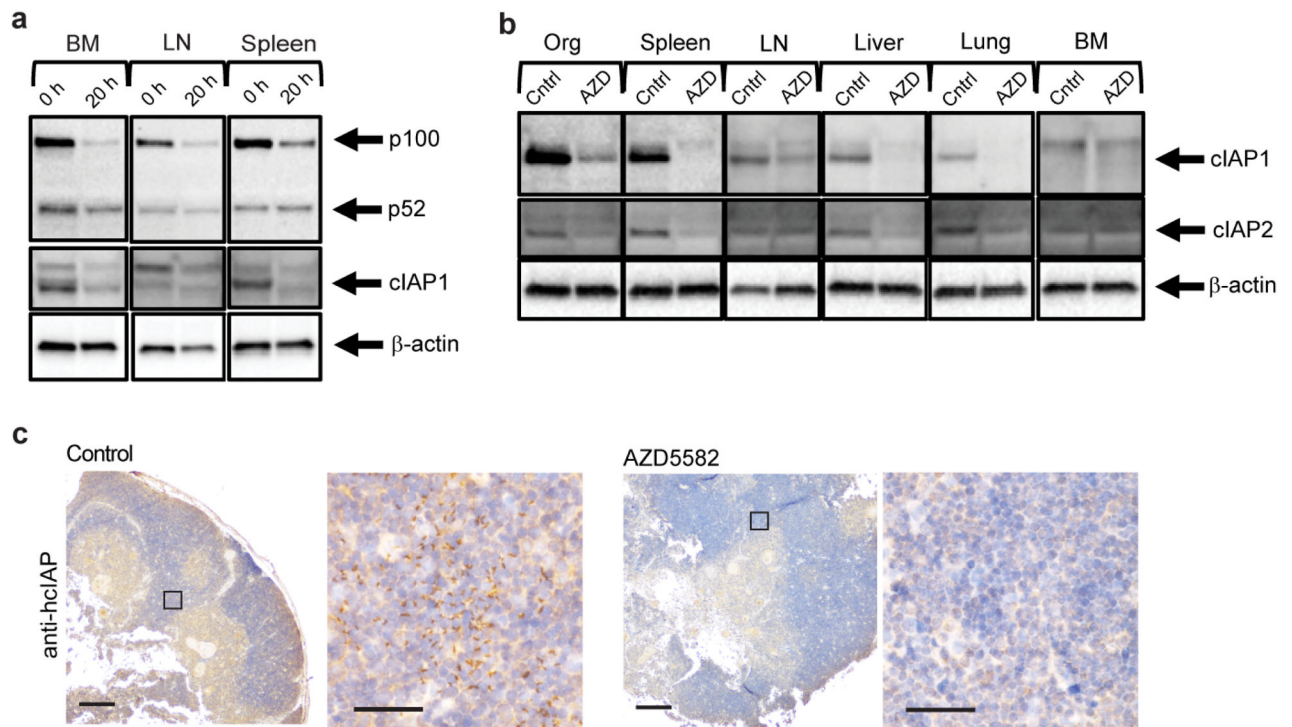 a
BM LN Spleen
0 h 20 h 0 h 20 h 0 h 20 h
p100
p52
cIAP1
β-actin
b
Org Spleen LN Liver Lung BM
Cntrl AZD Cntrl AZD Cntrl AZD Cntrl AZD Cntrl AZD Cntrl AZD
cIAP1
cIAP2
β-actin
c
Control
AZD5582
anti-hcIAP